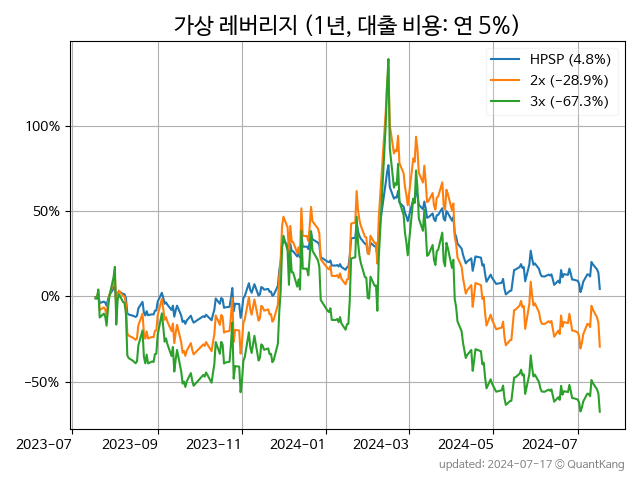 가상 레버리지 (1년, 대출 비용: 연 5%)
HPSP (4.8%)
2x (−28.9%)
3x (−67.3%)
100%
50%
0%
−50%
2023−07 2023−09 2023−11 2024−01 2024−03 2024−05 2024−07
updated: 2024−07−17 © QuantKang